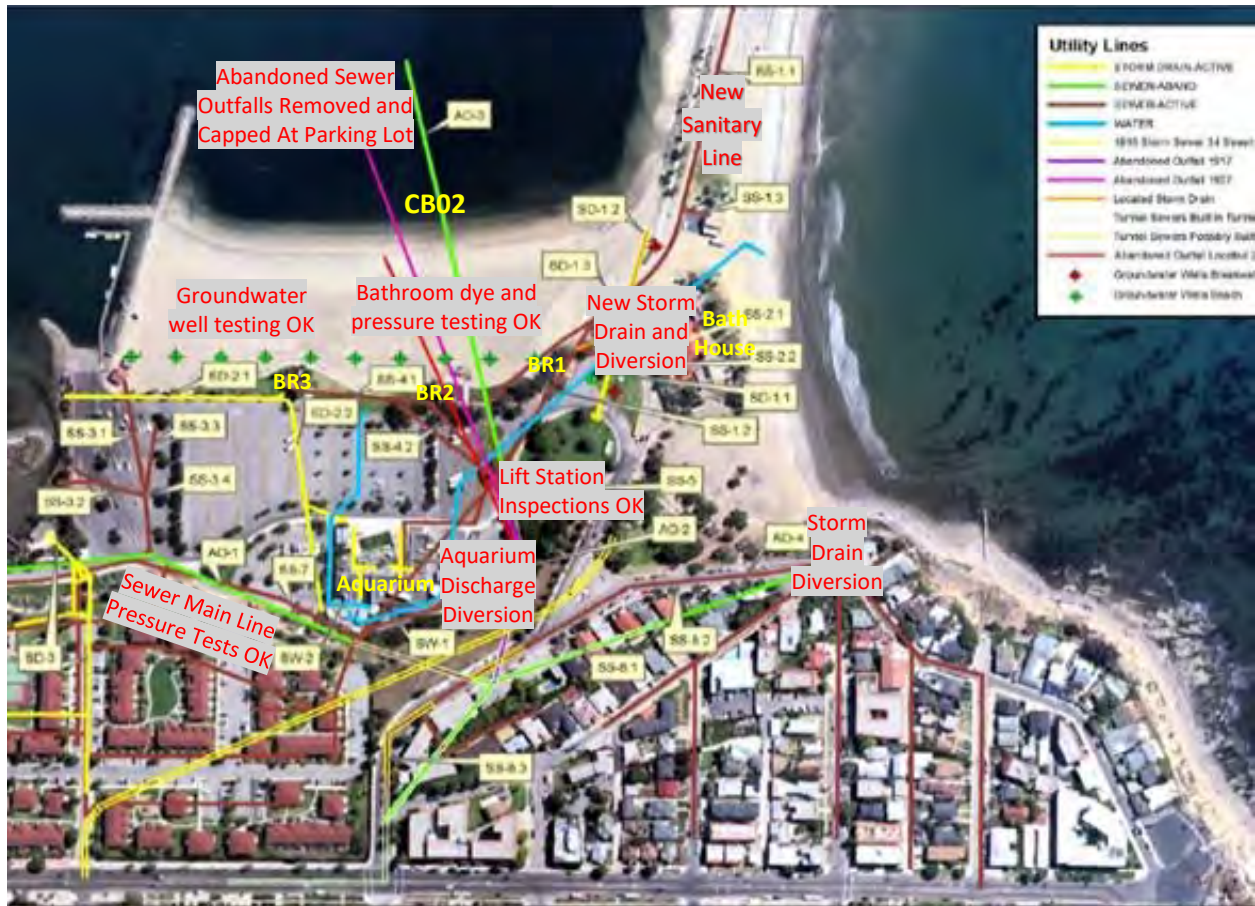 Utility Lines
STORM DRAIN-ACTIVE
SEWER-ABAND
SEWER-ACTIVE
WATER
Abandoned Outfall 1917
Located Storm Drain
Groundwater Wells
Groundwater Wells Beach
Abandoned Sewer
Outfalls Removed and
Capped At Parking Lot
AO-3
SS-1.1
New
Sanitary
Line
CB02
SD-1.2
SS-1.3
SD-1.3
Groundwater
well testing OK
Bathroom dye and
pressure testing OK
New Storm
Drain and
Diversion
SS-2.1
Bath
House
SS-2.2
BR1
BR2
BR3
SD-2.1
SS-4.1
SD-2.2
SD-1.1
SS-1.2
SS-3.1
SS-3.3
SS-4.2
SS-3.4
SS-3.2
Lift Station
Inspections OK
SS-5
AO-2
AO-1
SS-7
Aquarium
Aquarium
Discharge
Diversion
AO-4
Storm
Drain
Diversion
Sewer Main Line
Pressure Tests OK
SD-3
SW-2
SW-1
SS-8.2
SS-8.1
SS-8.3